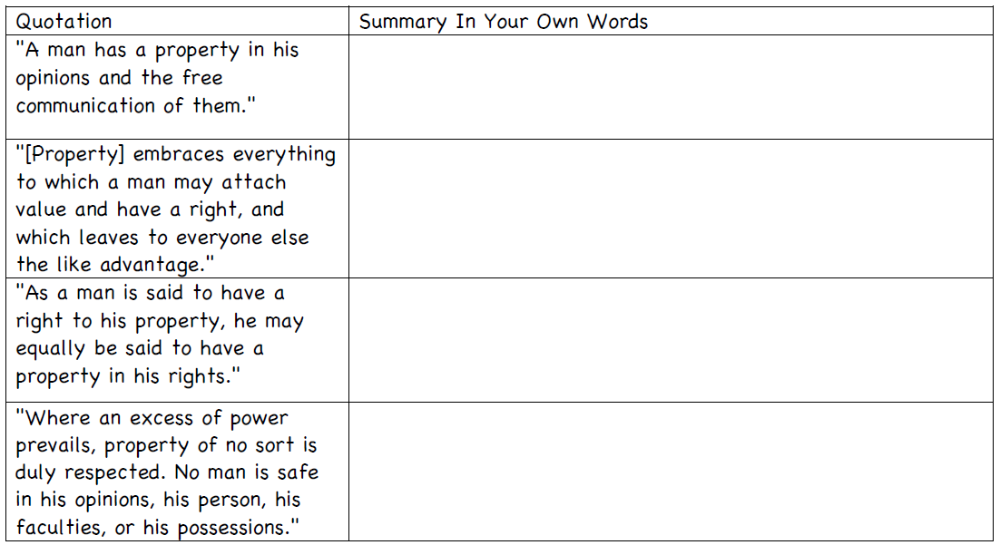 Quotation
Summary In Your Own Words
"A man has a property in his
opinions and the free
communication of them."
"[Property] embraces everything
to which a man may attach
value and have a right, and
which leaves to everyone else
the like advantage."
"As a man is said to have a
right to his property, he may
equally be said to have a
property in his rights."
"Where an excess of power
prevails, property of no sort is
duly respected. No man is safe
in his opinions, his person, his
faculties, or his possessions."